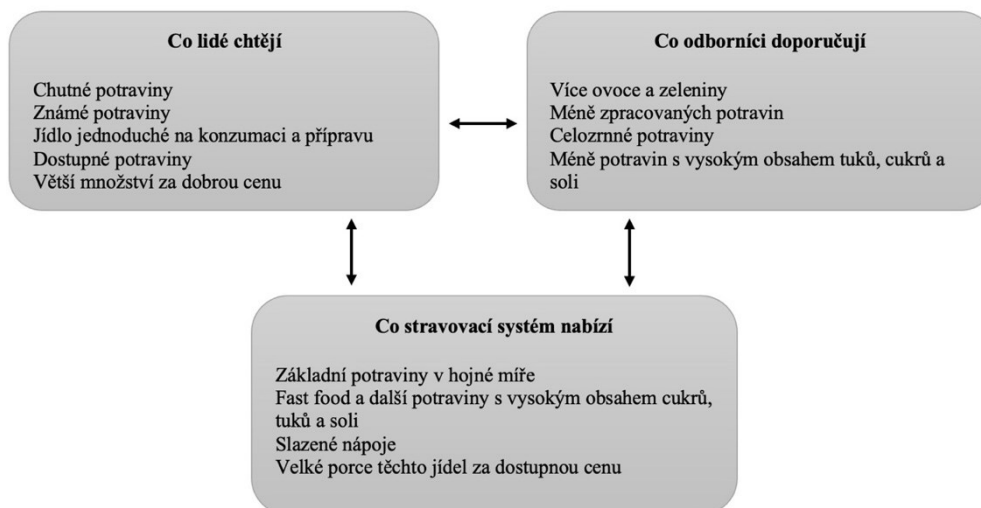 Co lidé chtějí
Chutné potraviny
Známé potraviny
Jídlo jednoduché na konzumaci a přípravu
Dostupné potraviny
Větší množství za dobrou cenu
Co odborníci doporučují
Více ovoce a zeleniny
Méně zpracovaných potravin
Celozrnné potraviny
Méně potravin s vysokým obsahem tuků, cukrů a
soli
Co stravovací systém nabízí
Základní potraviny v hojné míře
Fast food a další potraviny s vysokým obsahem cukrů,
tuků a soli
Slazené nápoje
Velké porce těchto jídel za dostupnou cenu